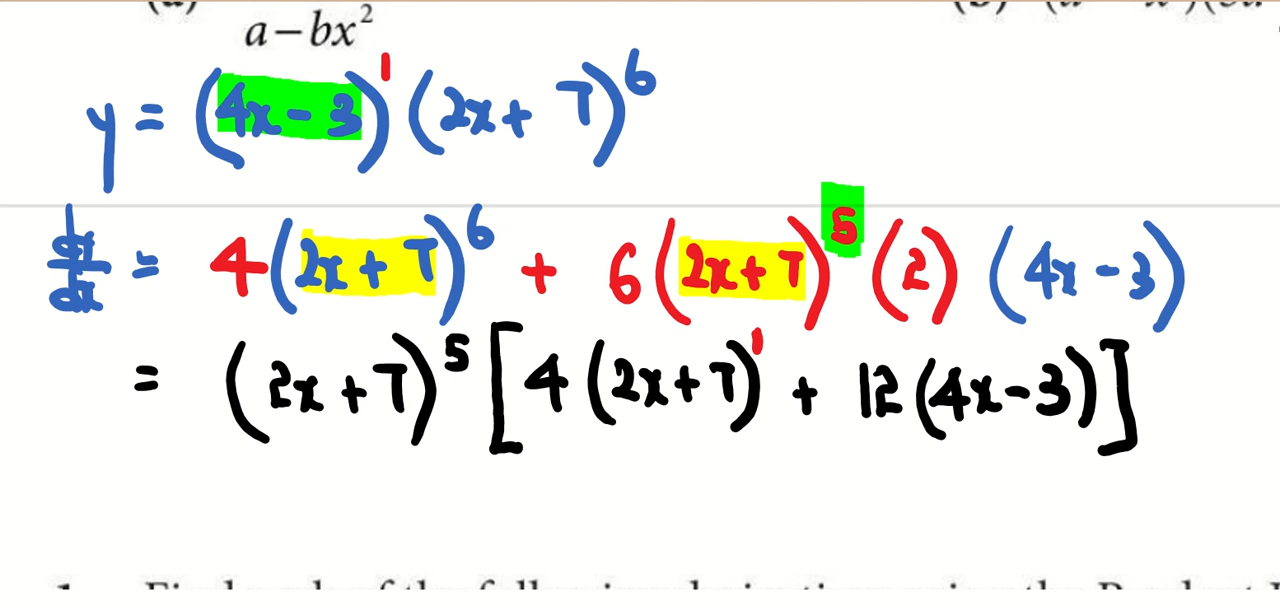 a−bx²
y = (4x − 3)¹ (2x + 7)⁶
dy/dx = 4(2x + 7)⁶ + 6(2x + 7)⁵ (2) (4x − 3)
= (2x + 7)⁵ [4(2x + 7)¹ + 12(4x − 3)]